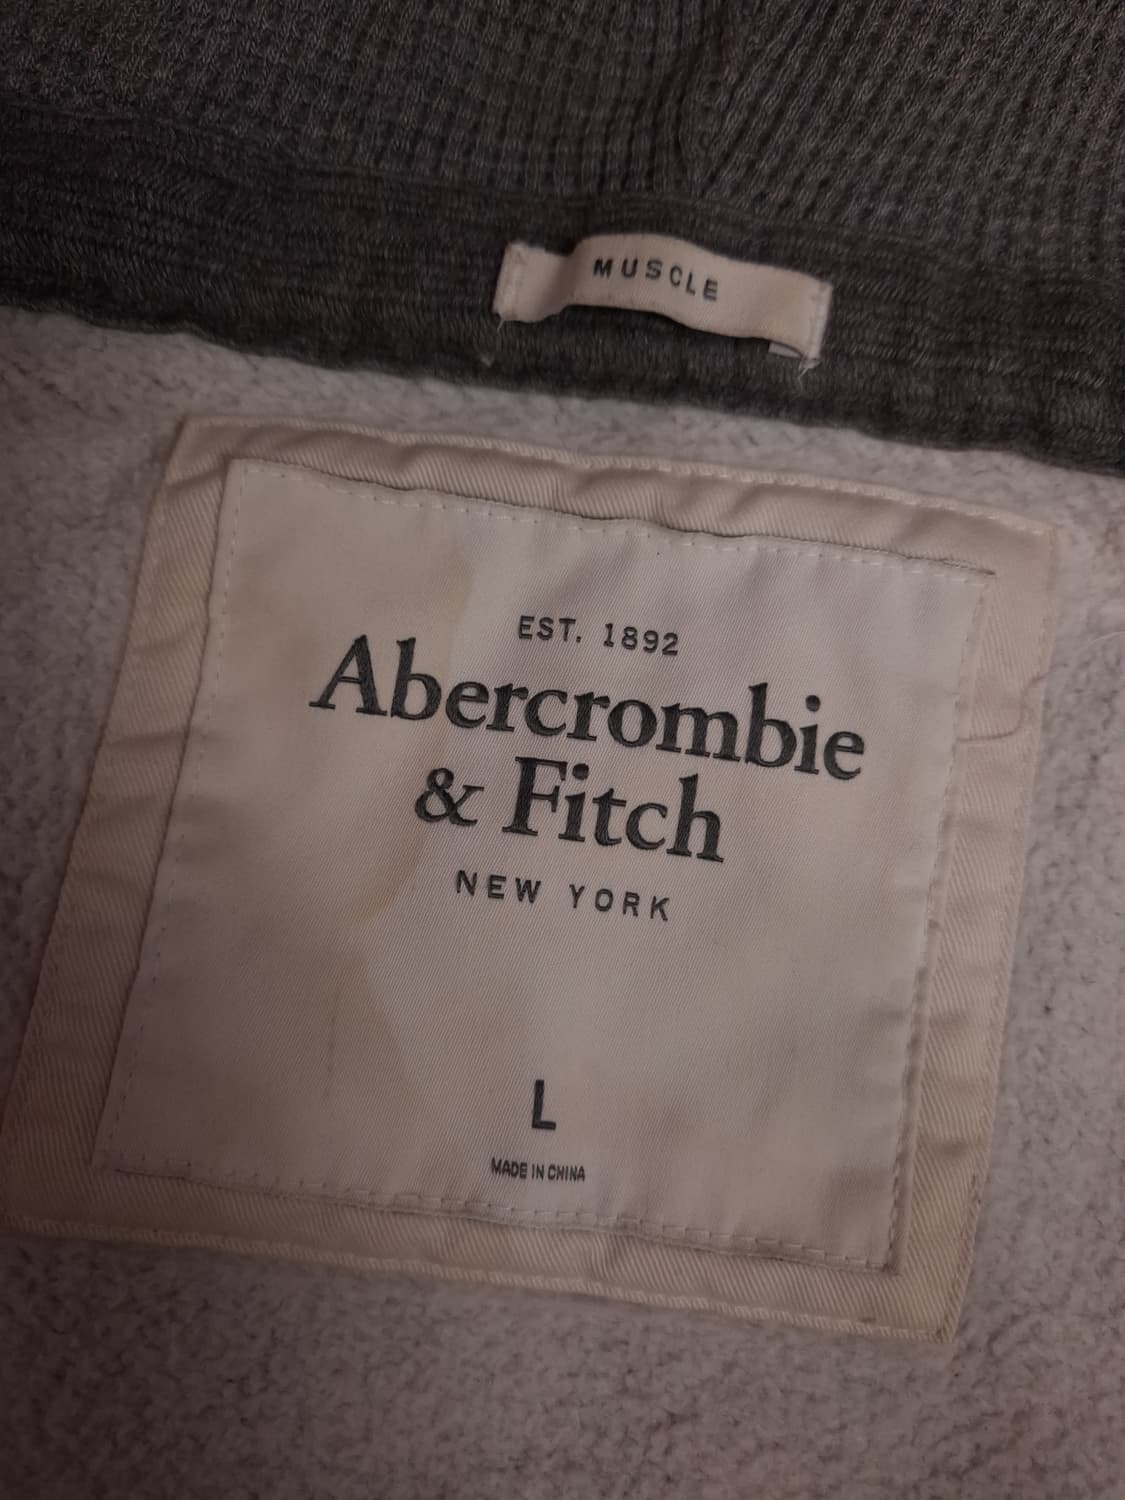 MUSCLE
EST. 1892
Abercrombie
& Fitch
NEW YORK
L
MADE IN CHINA